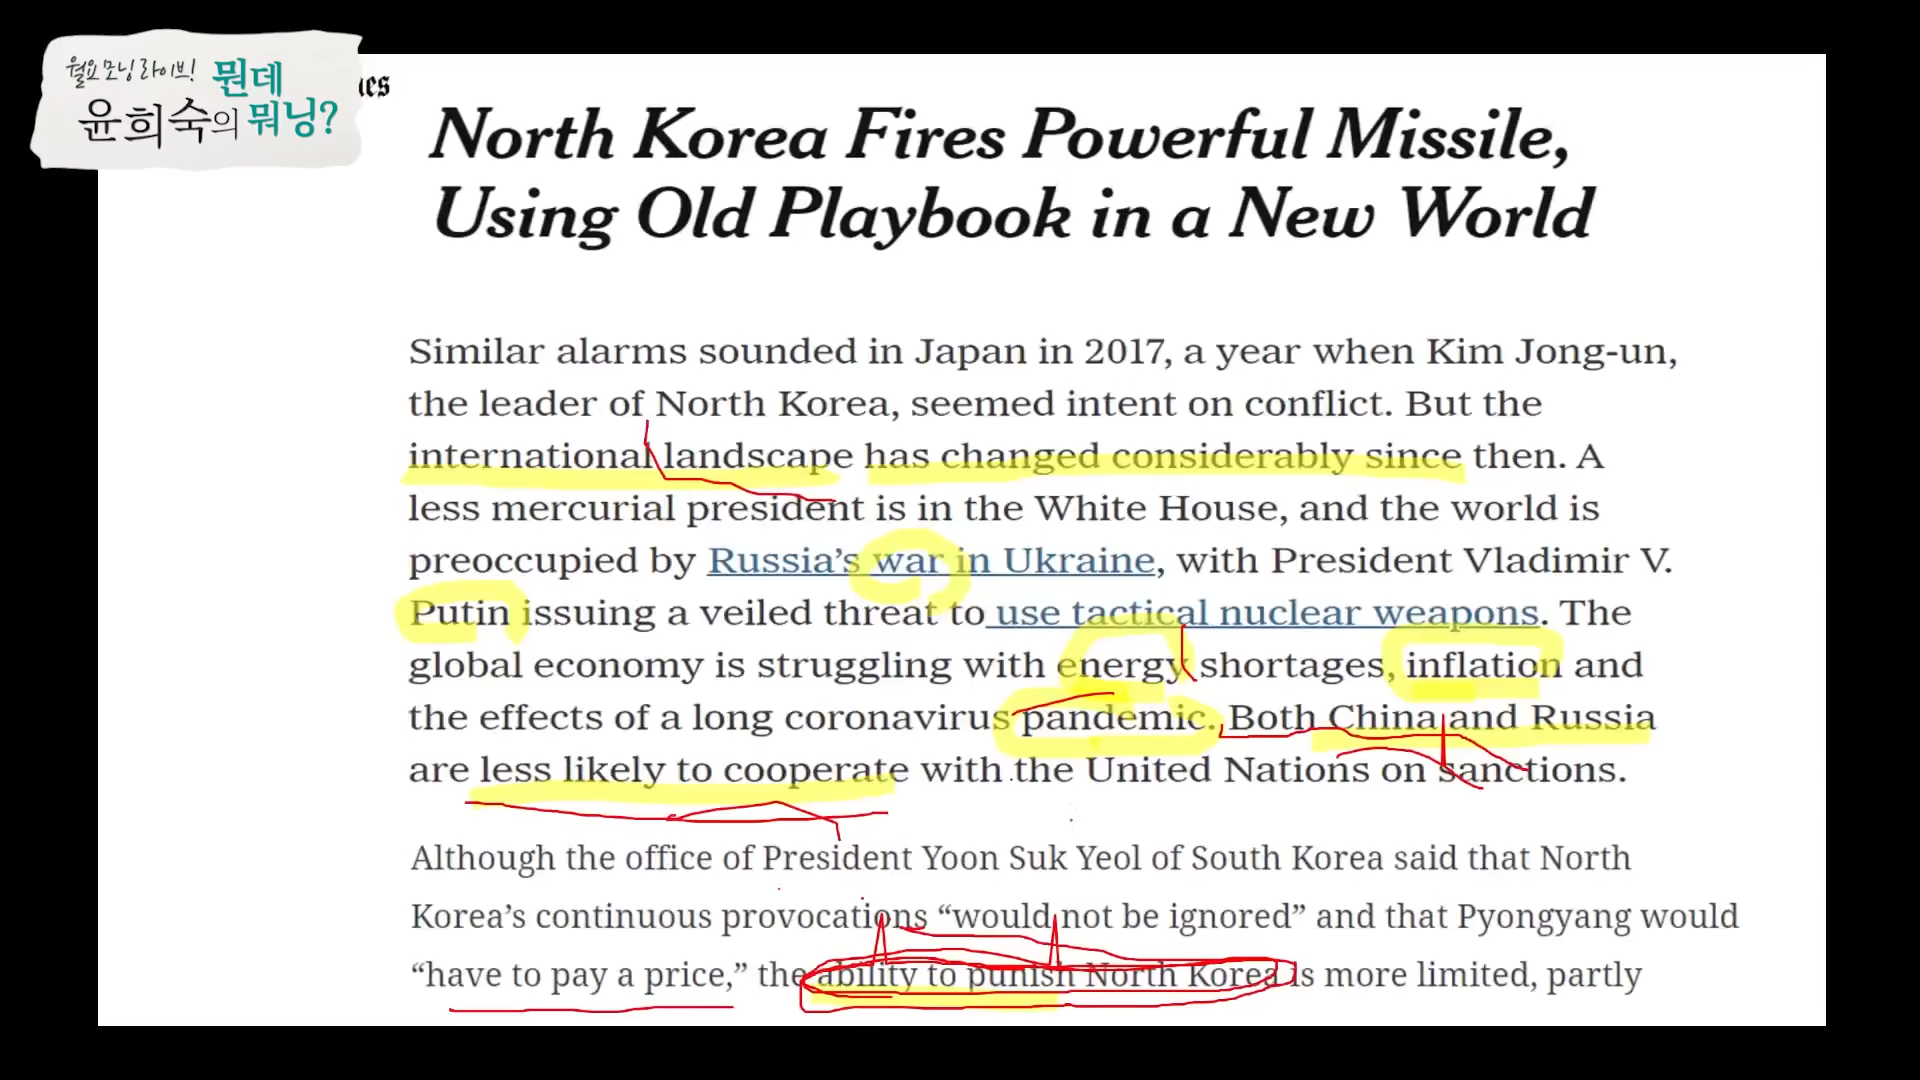 월요 모닝 라이브! 뭔데
윤희숙의 뭐닝?
North Korea Fires Powerful Missile,
Using Old Playbook in a New World
Similar alarms sounded in Japan in 2017, a year when Kim Jong-un,
the leader of North Korea, seemed intent on conflict. But the
international landscape has changed considerably since then. A
less mercurial president is in the White House, and the world is
preoccupied by Russia’s war in Ukraine, with President Vladimir V.
Putin issuing a veiled threat to use tactical nuclear weapons. The
global economy is struggling with energy shortages, inflation and
the effects of a long coronavirus pandemic. Both China and Russia
are less likely to cooperate with the United Nations on sanctions.
Although the office of President Yoon Suk Yeol of South Korea said that North
Korea’s continuous provocations “would not be ignored” and that Pyongyang would
“have to pay a price,” the ability to punish North Korea is more limited, partly